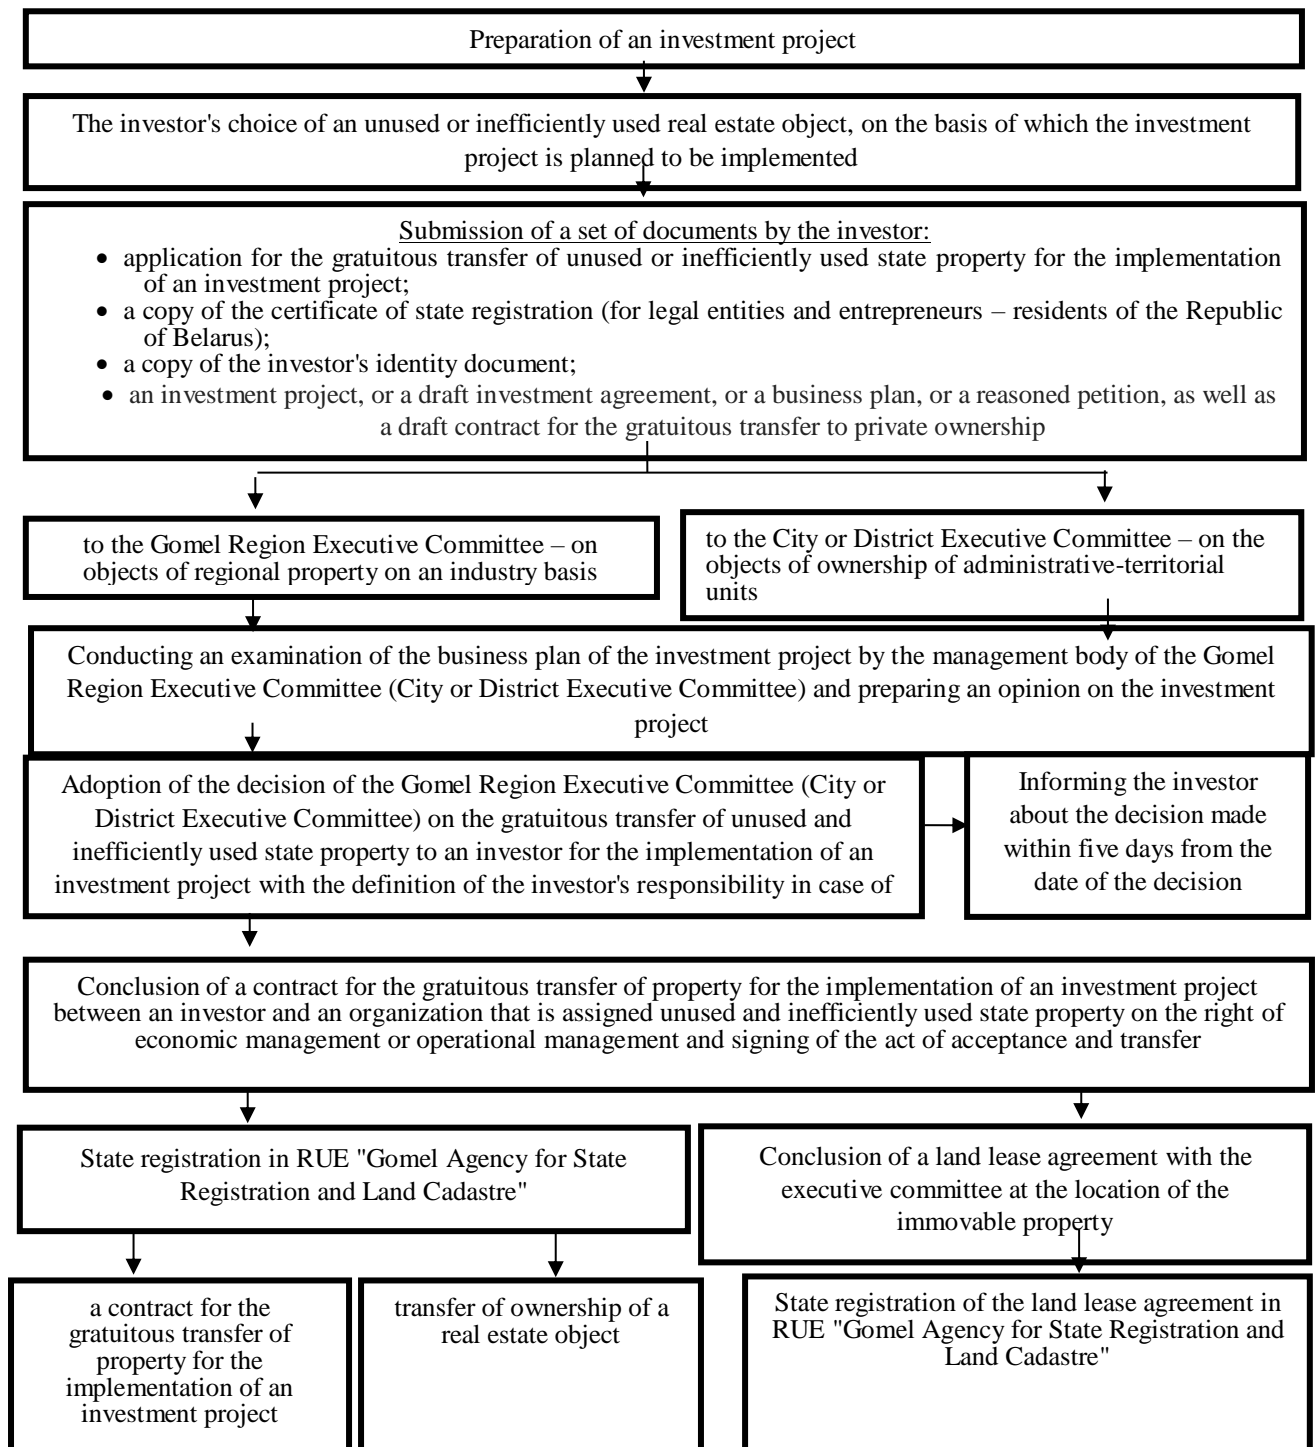 Preparation of an investment project
The investor's choice of an unused or inefficiently used real estate object, on the basis of which the investment
project is planned to be implemented
Submission of a set of documents by the investor:
• application for the gratuitous transfer of unused or inefficiently used state property for the implementation
of an investment project;
• a copy of the certificate of state registration (for legal entities and entrepreneurs – residents of the Republic
of Belarus);
• a copy of the investor's identity document;
• an investment project, or a draft investment agreement, or a business plan, or a reasoned petition, as well as
a draft contract for the gratuitous transfer to private ownership
to the Gomel Region Executive Committee – on
objects of regional property on an industry basis
to the City or District Executive Committee – on the
objects of ownership of administrative-territorial
units
Conducting an examination of the business plan of the investment project by the management body of the Gomel
Region Executive Committee (City or District Executive Committee) and preparing an opinion on the investment
project
Adoption of the decision of the Gomel Region Executive Committee (City or
District Executive Committee) on the gratuitous transfer of unused and
inefficiently used state property to an investor for the implementation of an
investment project with the definition of the investor's responsibility in case of
Informing the investor
about the decision made
within five days from the
date of the decision
Conclusion of a contract for the gratuitous transfer of property for the implementation of an investment project
between an investor and an organization that is assigned unused and inefficiently used state property on the right of
economic management or operational management and signing of the act of acceptance and transfer
State registration in RUE "Gomel Agency for State
Registration and Land Cadastre"
Conclusion of a land lease agreement with the
executive committee at the location of the
immovable property
a contract for the
gratuitous transfer of
property for the
implementation of an
investment project
transfer of ownership of a
real estate object
State registration of the land lease agreement in
RUE "Gomel Agency for State Registration and
Land Cadastre"